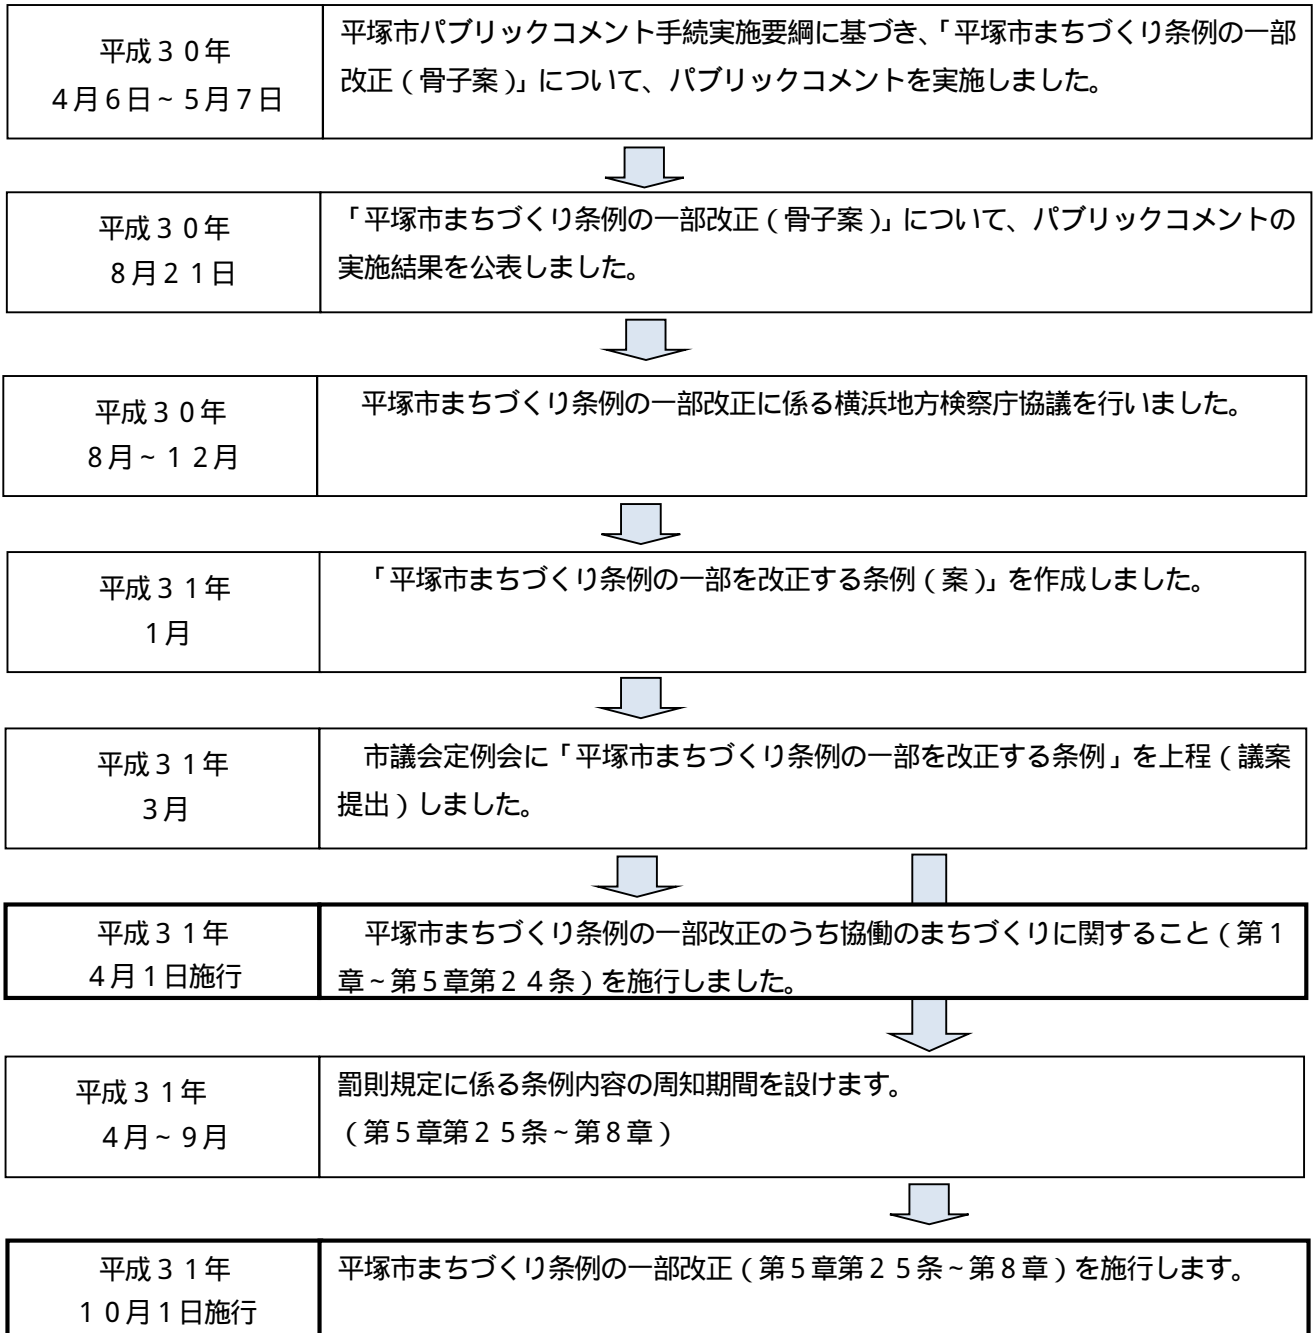 平成３０年
４月６日～５月７日
平塚市パブリックコメント手続実施要綱に基づき、「平塚市まちづくり条例の一部
改正（骨子案）」について、パブリックコメントを実施しました。
平成３０年
８月２１日
「平塚市まちづくり条例の一部改正（骨子案）」について、パブリックコメントの
実施結果を公表しました。
平成３０年
８月～１２月
平塚市まちづくり条例の一部改正に係る横浜地方検察庁協議を行いました。
平成３１年
１月
「平塚市まちづくり条例の一部を改正する条例（案）」を作成しました。
平成３１年
３月
市議会定例会に「平塚市まちづくり条例の一部を改正する条例」を上程（議案
提出）しました。
平成３１年
４月１日施行
平塚市まちづくり条例の一部改正のうち協働のまちづくりに関すること（第１
章～第５章第２４条）を施行しました。
平成３１年
４月～９月
罰則規定に係る条例内容の周知期間を設けます。
（第５章第２５条～第８章）
平成３１年
１０月１日施行
平塚市まちづくり条例の一部改正（第５章第２５条～第８章）を施行します。